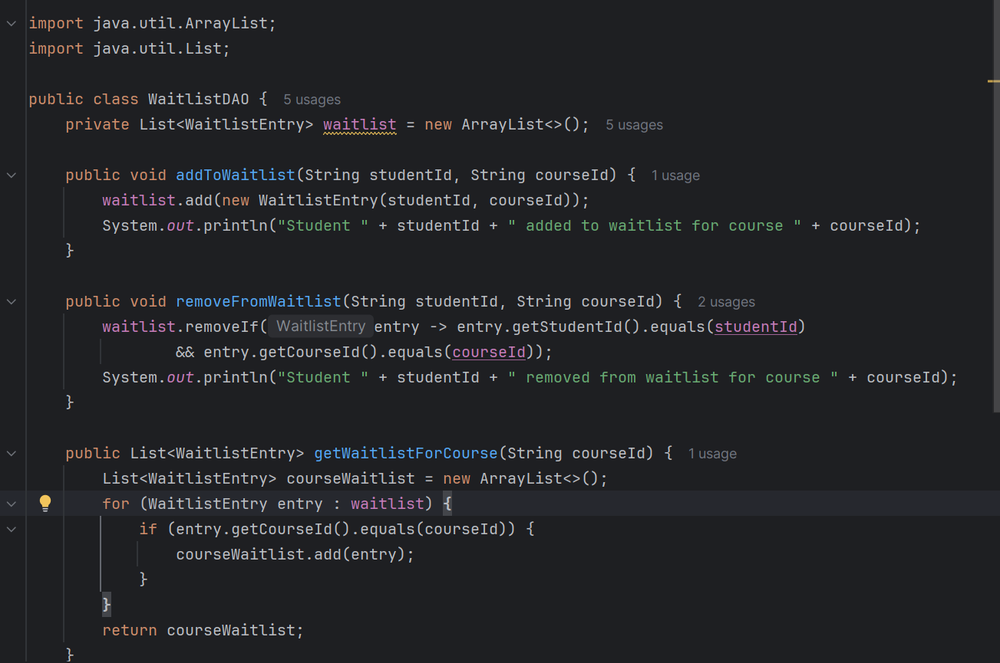 import java.util.ArrayList;
import java.util.List;
public class WaitlistDAO { 5 usages
private List<WaitlistEntry> waitlist = new ArrayList<>(); 5 usages
public void addToWaitlist(String studentId, String courseId) { 1 usage
waitlist.add(new WaitlistEntry(studentId, courseId));
System.out.println("Student " + studentId + " added to waitlist for course " + courseId);
}
public void removeFromWaitlist(String studentId, String courseId) { 2 usages
waitlist.removeIf( WaitlistEntry entry -> entry.getStudentId().equals(studentId)
&& entry.getCourseId().equals(courseId));
System.out.println("Student " + studentId + " removed from waitlist for course " + courseId);
}
public List<WaitlistEntry> getWaitlistForCourse(String courseId) { 1 usage
List<WaitlistEntry> courseWaitlist = new ArrayList<>();
for (WaitlistEntry entry : waitlist) {
if (entry.getCourseId().equals(courseId)) {
courseWaitlist.add(entry);
}
}
return courseWaitlist;
}